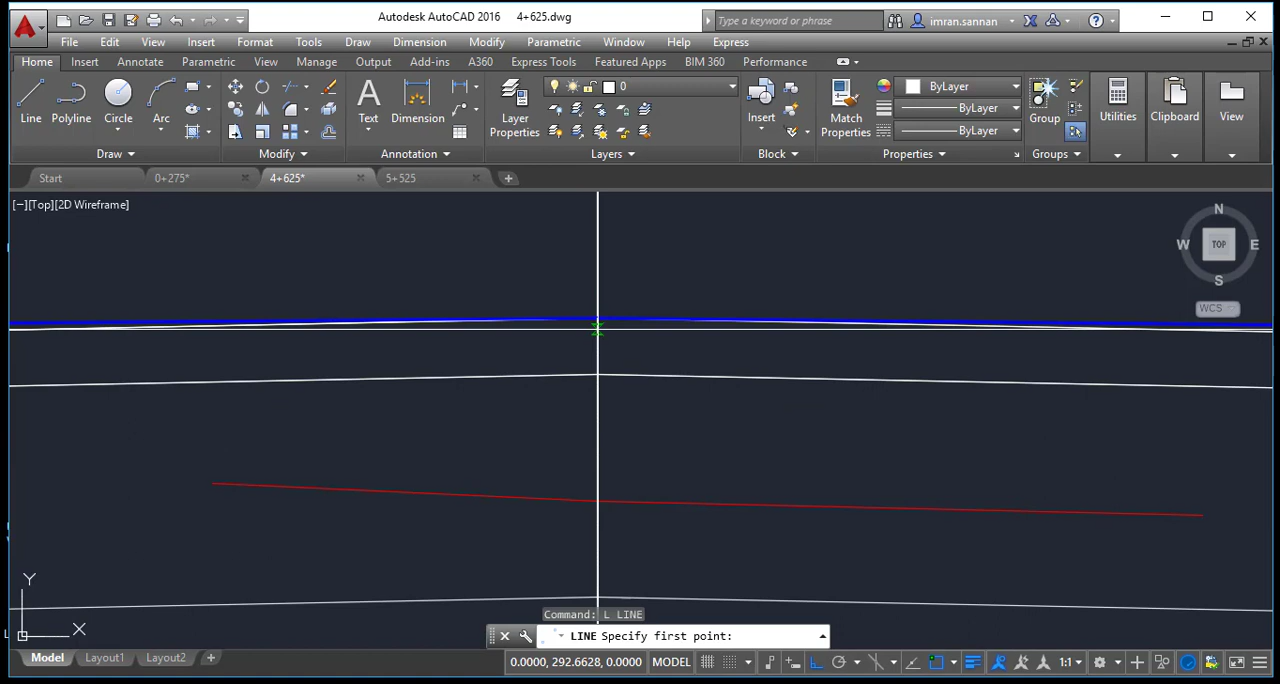 Autodesk AutoCAD 2016 4+625.dwg Type a keyword or phrase imran.sannan
File Edit View Insert Format Tools Draw Dimension Modify Parametric Window Help Express
Home Insert Annotate Parametric View Manage Output Add-ins A360 Express Tools Featured Apps BIM 360 Performance
0 ByLayer
Line Polyline Circle Arc Text Dimension Layer Properties Insert Match Properties ByLayer Group Utilities Clipboard View
ByLayer
Draw Modify Annotation Layers Block Properties Groups
Start 0+275* 4+625* 5+525
[−][Top][2D Wireframe]
N
W TOP E
S
WCS
Y
X
Command: L LINE
LINE Specify first point:
Model Layout1 Layout2 0.0000, 292.6628, 0.0000 MODEL 1:1